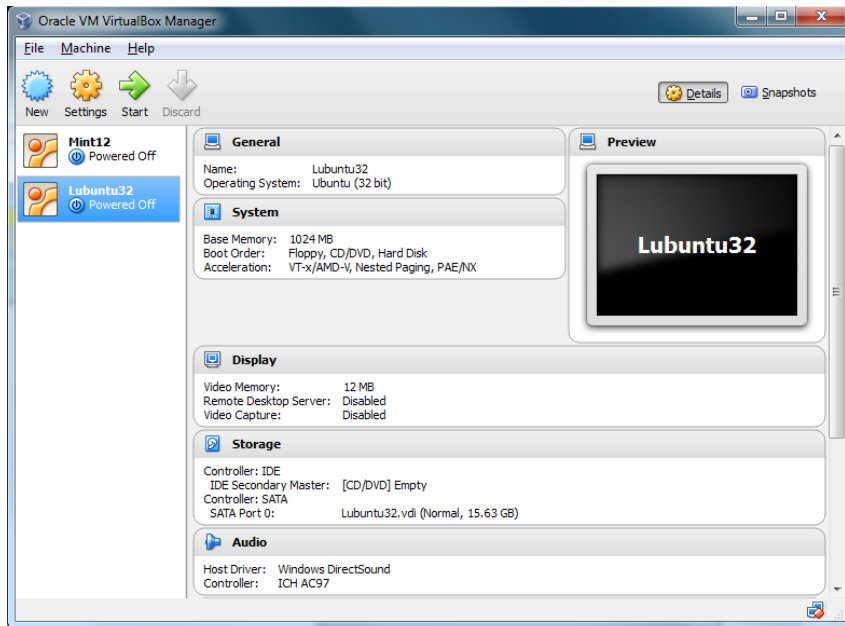 Oracle VM VirtualBox Manager
File Machine Help
New Settings Start Discard
Details Snapshots
Mint12
Powered Off
Lubuntu32
Powered Off
General
Name: Lubuntu32
Operating System: Ubuntu (32 bit)
System
Base Memory: 1024 MB
Boot Order: Floppy, CD/DVD, Hard Disk
Acceleration: VT-x/AMD-V, Nested Paging, PAE/NX
Preview
Lubuntu32
Display
Video Memory: 12 MB
Remote Desktop Server: Disabled
Video Capture: Disabled
Storage
Controller: IDE
IDE Secondary Master: [CD/DVD] Empty
Controller: SATA
SATA Port 0: Lubuntu32.vdi (Normal, 15.63 GB)
Audio
Host Driver: Windows DirectSound
Controller: ICH AC97